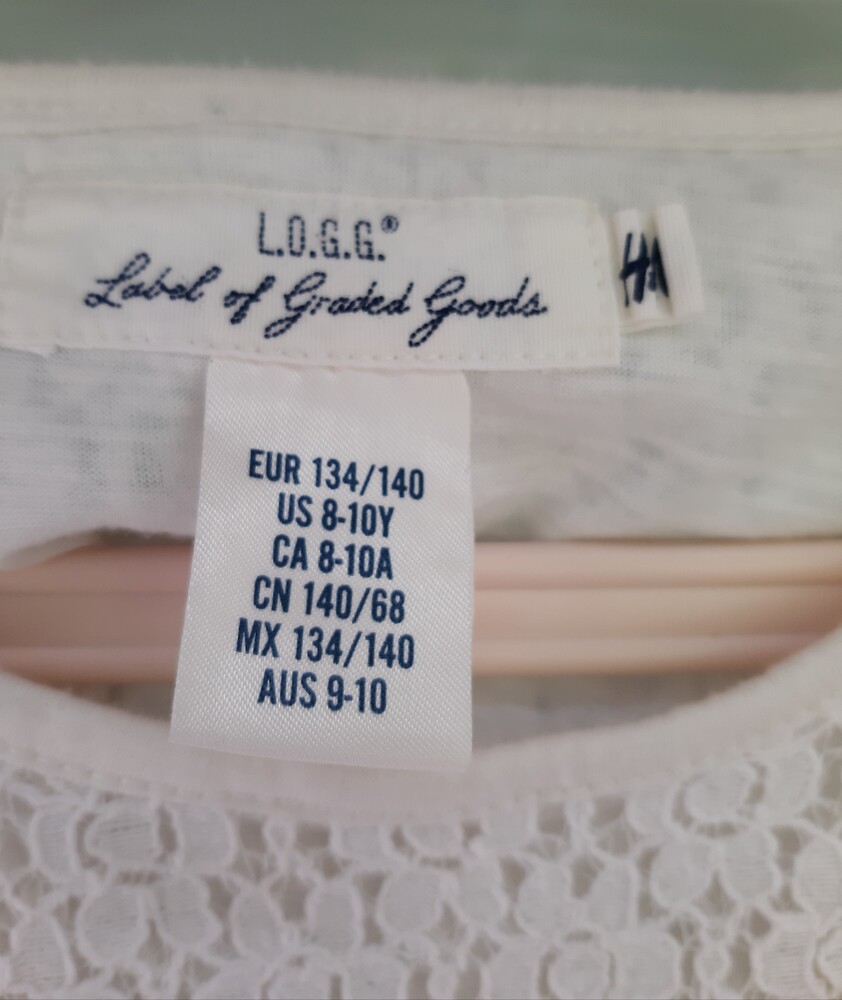 L.O.G.G.®
Label of Graded Goods
EUR 134/140
US 8-10Y
CA 8-10A
CN 140/68
MX 134/140
AUS 9-10